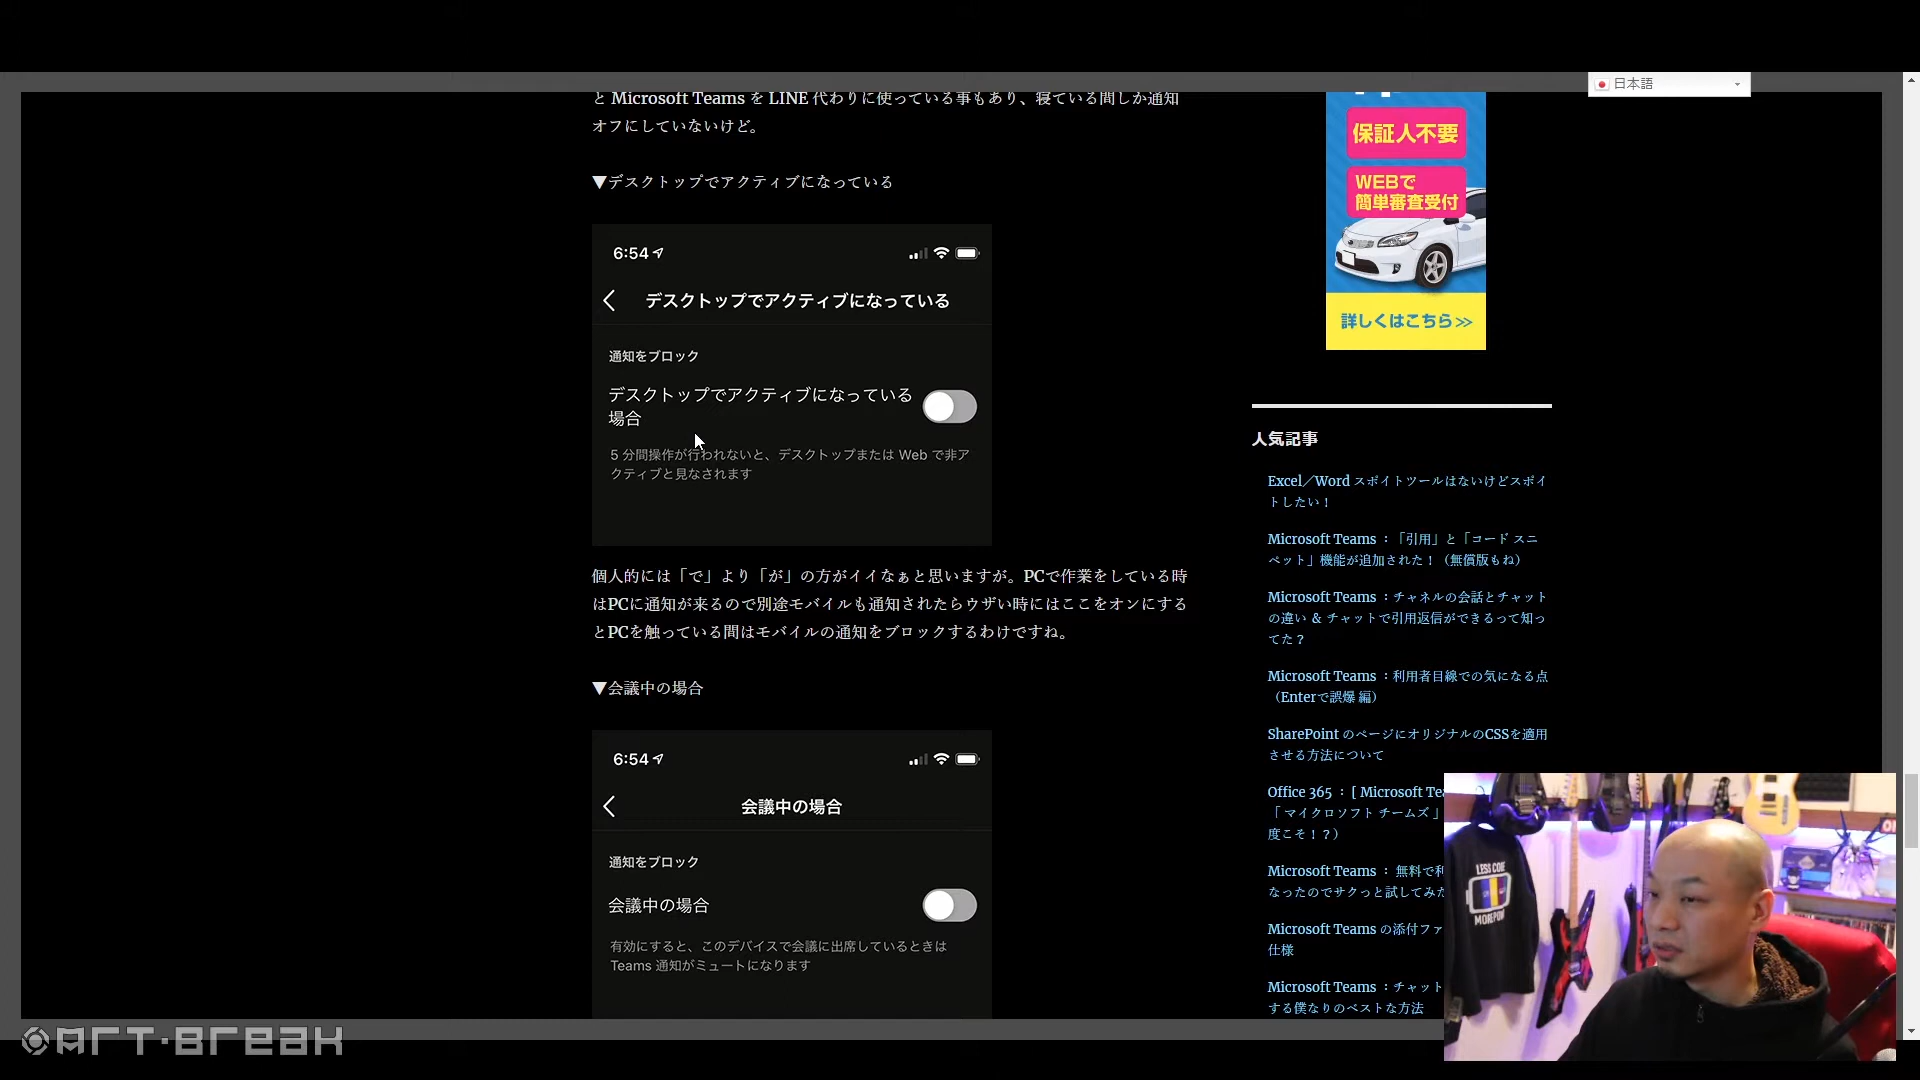 日本語
と Microsoft Teams を LINE 代わりに使っている事もあり、寝ている間しか通知
オフにしていないけど。
▼デスクトップでアクティブになっている
6:54
デスクトップでアクティブになっている
通知をブロック
デスクトップでアクティブになっている
場合
5 分間操作が行われないと、デスクトップまたは Web で非ア
クティブと見なされます
個人的には「で」より「が」の方がイイなぁと思いますが。PCで作業をしている時
はPCに通知が来るので別途モバイルも通知されたらウザい時にはここをオンにする
とPCを触っている間はモバイルの通知をブロックするわけですね。
▼会議中の場合
6:54
会議中の場合
通知をブロック
会議中の場合
有効にすると、このデバイスで会議に出席しているときは
Teams 通知がミュートになります
保証人不要
WEBで
簡単審査受付
詳しくはこちら≫
人気記事
Excel／Word スポイトツールはないけどスポイ
トしたい！
Microsoft Teams ：「引用」と「コード スニ
ペット」機能が追加された！（無償版もね）
Microsoft Teams ：チャネルの会話とチャット
の違い & チャットで引用返信ができるって知っ
てた？
Microsoft Teams ：利用者目線での気になる点
（Enterで誤爆 編）
SharePoint のページにオリジナルのCSSを適用
させる方法について
Office 365 ： [ Microsoft Te
「 マイクロソフト チームズ 」
度こそ！？）
Microsoft Teams ： 無料で利
なったのでサクっと試してみた
Microsoft Teams の添付ファ
仕様
Microsoft Teams ：チャット
する僕なりのベストな方法
LESS CODE
ART-BREAK